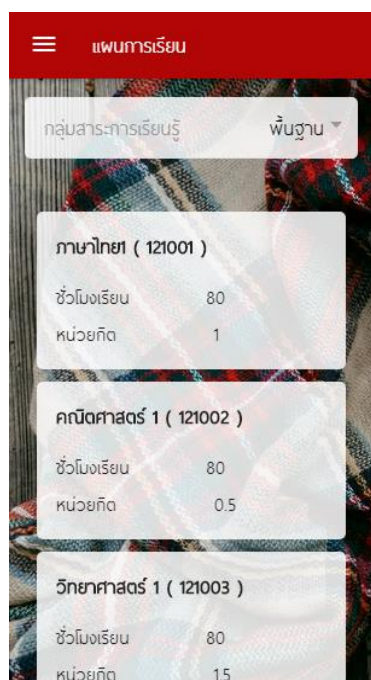 แผนการเรียน
กลุ่มสาระการเรียนรู้ พื้นฐาน
ภาษาไทย1 ( 121001 )
ชั่วโมงเรียน 80
หน่วยกิต 1
คณิตศาสตร์ 1 ( 121002 )
ชั่วโมงเรียน 80
หน่วยกิต 0.5
วิทยาศาสตร์ 1 ( 121003 )
ชั่วโมงเรียน 80
หน่วยกิต 1.5